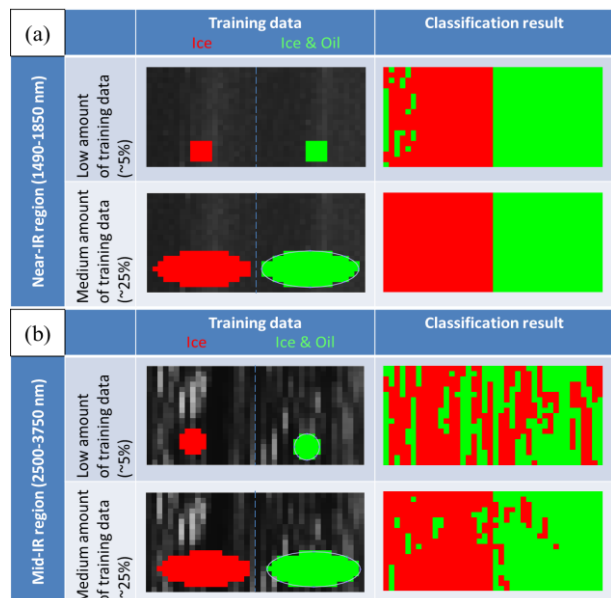 (a)
Training data
Classification result
Ice
Ice & Oil
Near-IR region (1490-1850 nm)
Low amount
of training data
(~5%)
Medium amount
of training data
(~25%)
(b)
Training data
Classification result
Ice
Ice & Oil
Mid-IR region (2500-3750 nm)
Low amount
of training data
(~5%)
Medium amount
of training data
(~25%)